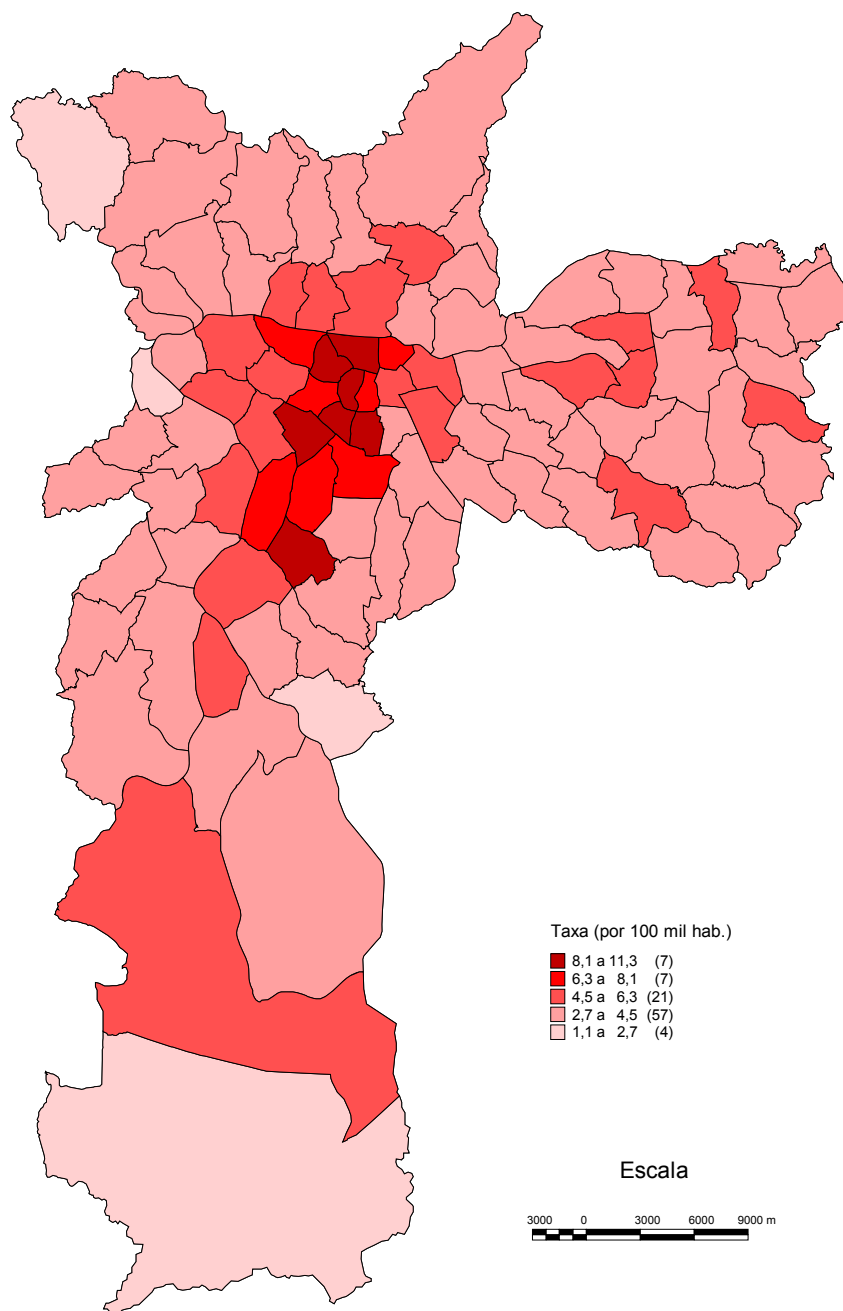 Taxa (por 100 mil hab.)
8,1 a 11,3 (7)
6,3 a 8,1 (7)
4,5 a 6,3 (21)
2,7 a 4,5 (57)
1,1 a 2,7 (4)
Escala
3000 0 3000 6000 9000 m